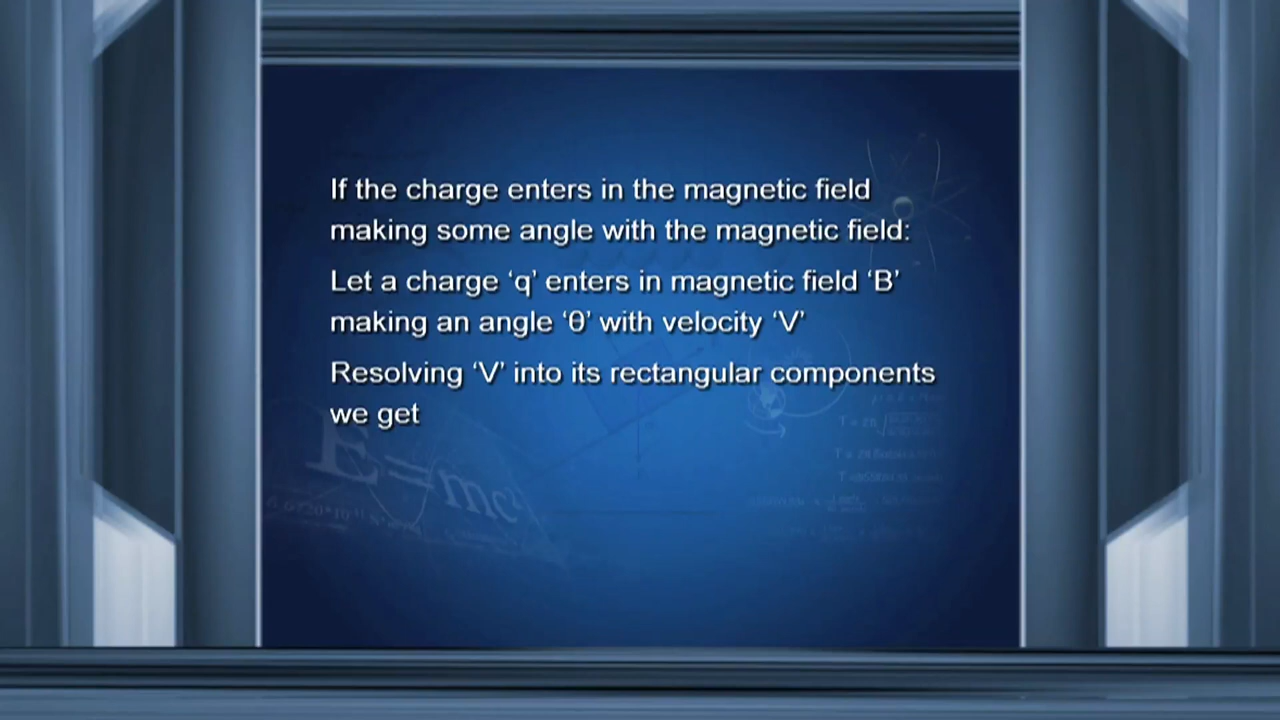 If the charge enters in the magnetic field
making some angle with the magnetic field:
Let a charge ‘q’ enters in magnetic field ‘B’
making an angle ‘θ’ with velocity ‘V’
Resolving ‘V’ into its rectangular components
we get
E=mc²